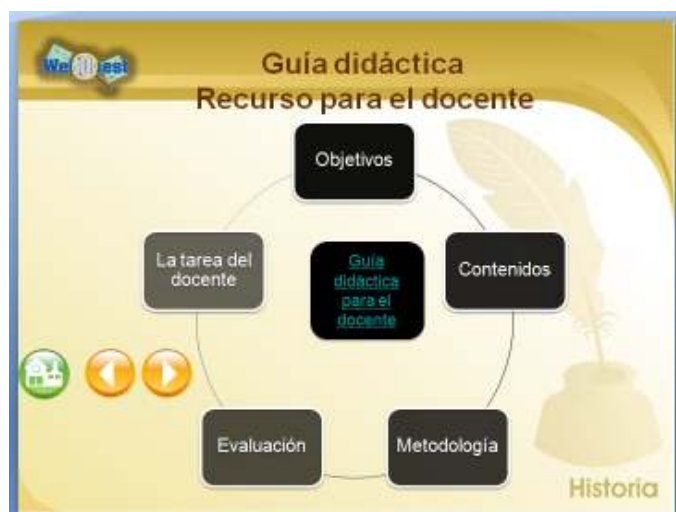 WebQuest
Guía didáctica
Recurso para el docente
Objetivos
Contenidos
Metodología
Evaluación
La tarea del
docente
Guía
didáctica
para el
docente
Historia